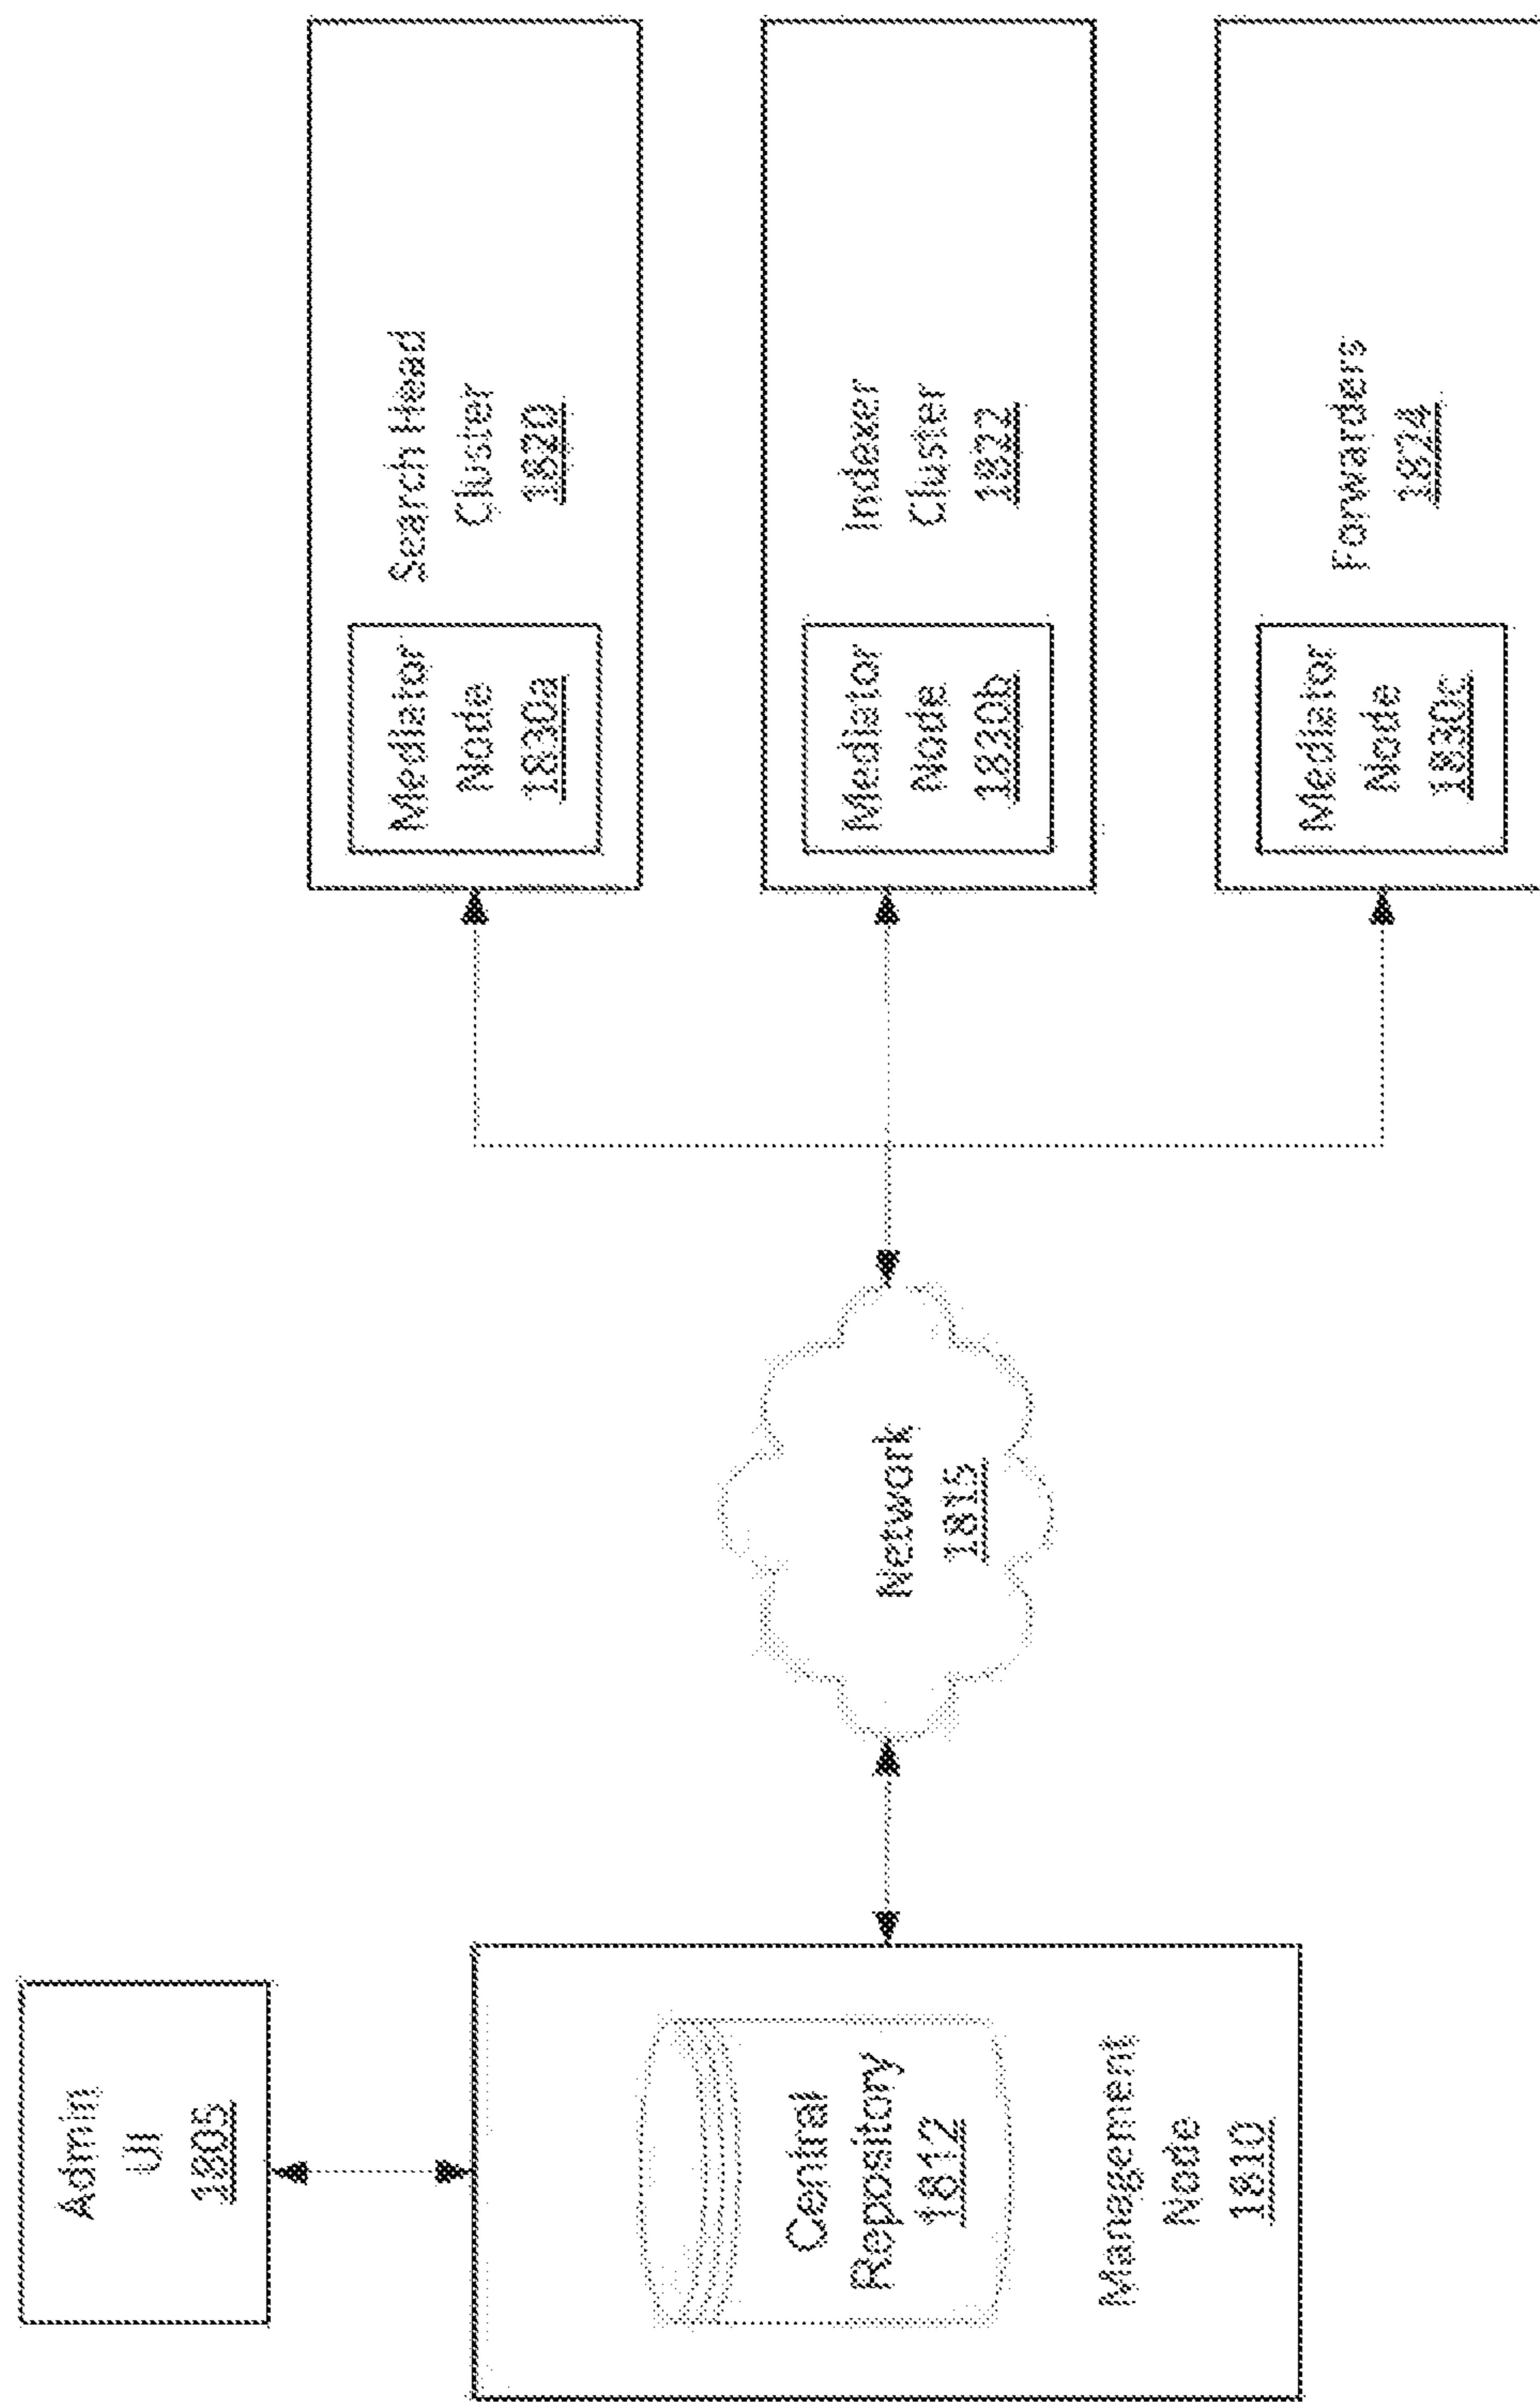 Admin
UI
1805
Central
Repository
1812
Management
Node
1810
Network
1815
Mediator
Node
1830a
Search Head
Cluster
1820
Mediator
Node
1830b
Indexer
Cluster
1822
Mediator
Node
1830c
Forwarders
1824